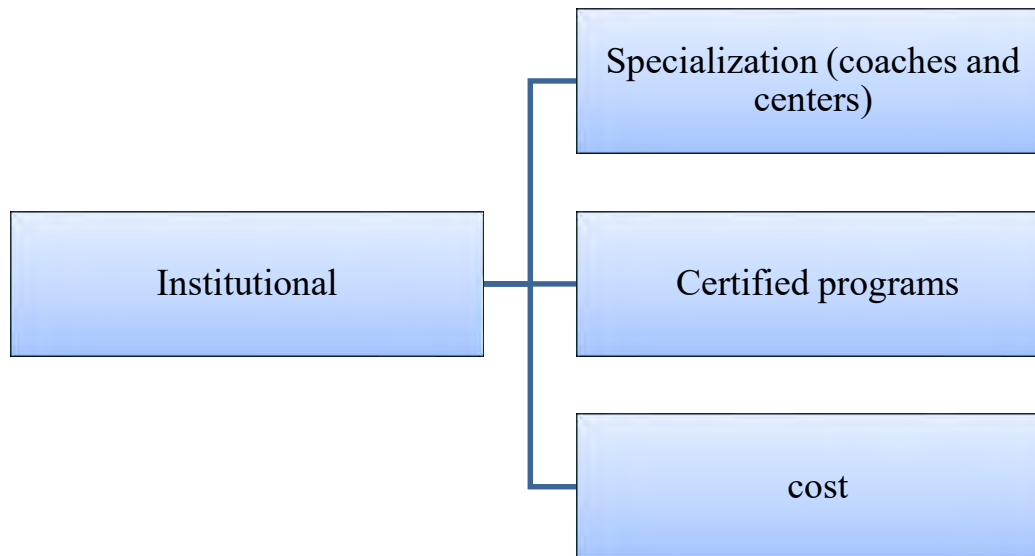 Specialization (coaches and
centers)
Institutional
Certified programs
cost